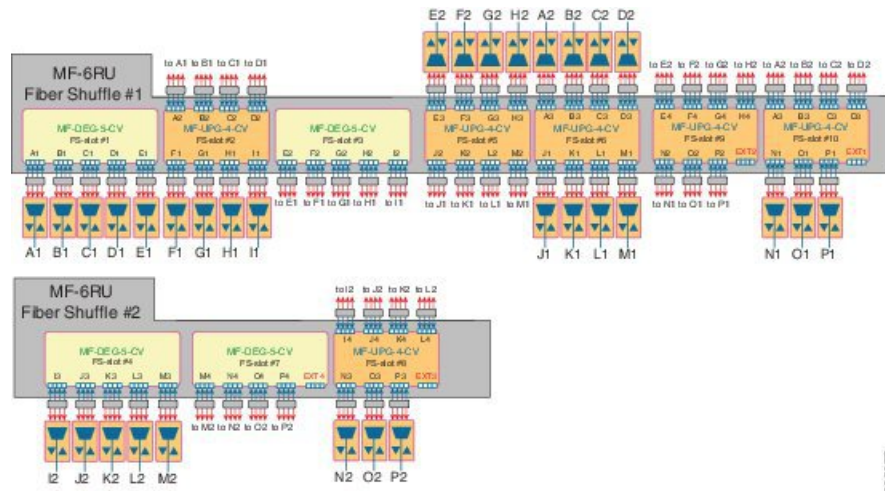 E2 F2 G2 H2 A2 B2 C2 D2
MF-6RU
Fiber Shuffle #1
to A1 to B1 to C1 to D1
to E2 to F2 to G2 to H2 to A2 to B2 to C2 to D2
A2 B2 C2 D2
E3 F3 G3 H3 A3 B3 C3 D3
E4 F4 G4 H4 A3 B3 C3 D3
MF-DEG-5-CV
FS-slot #1
MF-UPG-4-CV
FS-slot #2
MF-DEG-5-CV
FS-slot #3
MF-UPG-4-CV
FS-slot #5
MF-UPG-4-CV
FS-slot #6
MF-UPG-4-CV
FS-slot #9
MF-UPG-4-CV
FS-slot #10
A1 B1 C1 D1 E1
F1 G1 H1 I1
E2 F2 G2 H2 I2
J2 K2 L2 M2
J1 K1 L1 M1
N2 O2 P2 EXT2
N1 O1 P1 EXT1
to E1 to F1 to G1 to H1 to I1
to J1 to K1 to L1 to M1
to N1 to O1 to P1
A1 B1 C1 D1 E1 F1 G1 H1 I1
J1 K1 L1 M1
N1 O1 P1
MF-6RU
Fiber Shuffle #2
to I2 to J2 to K2 to L2
I4 J4 K4 L4
MF-DEG-5-CV
FS-slot #4
MF-DEG-5-CV
FS-slot #7
MF-UPG-4-CV
FS-slot #8
I3 J3 K3 L3 M3
M4 N4 O4 P4 EXT4
N3 O3 P3 EXT3
to M2 to N2 to O2 to P2
I2 J2 K2 L2 M2
N2 O2 P2